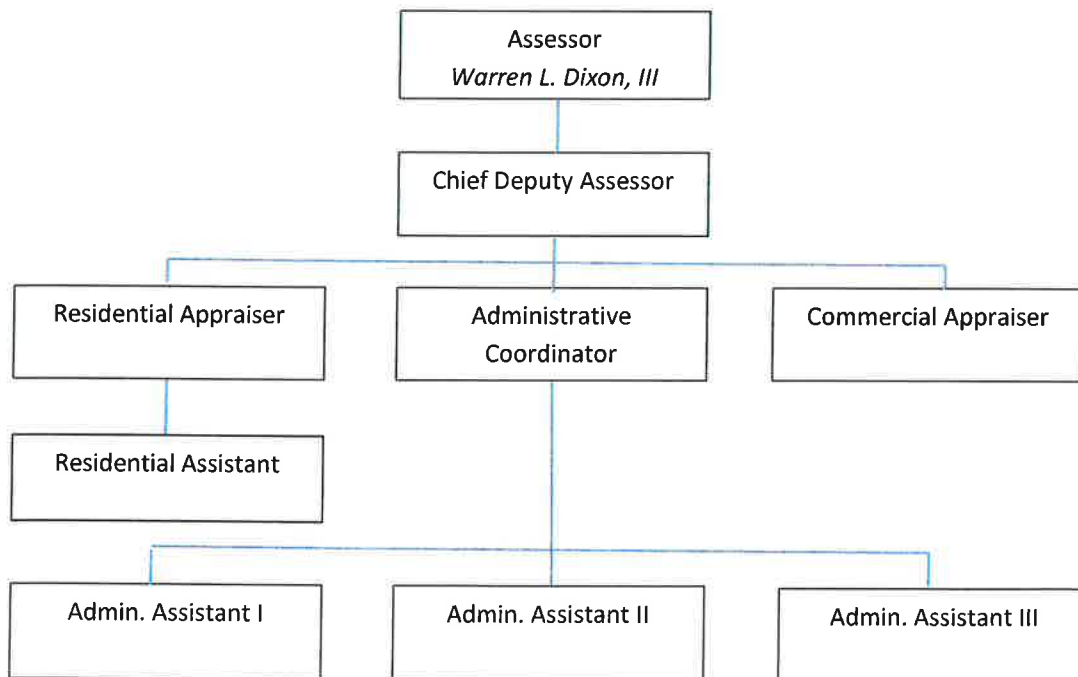 Assessor
Warren L. Dixon, III
Chief Deputy Assessor
Residential Appraiser
Administrative
Coordinator
Commercial Appraiser
Residential Assistant
Admin. Assistant I
Admin. Assistant II
Admin. Assistant III